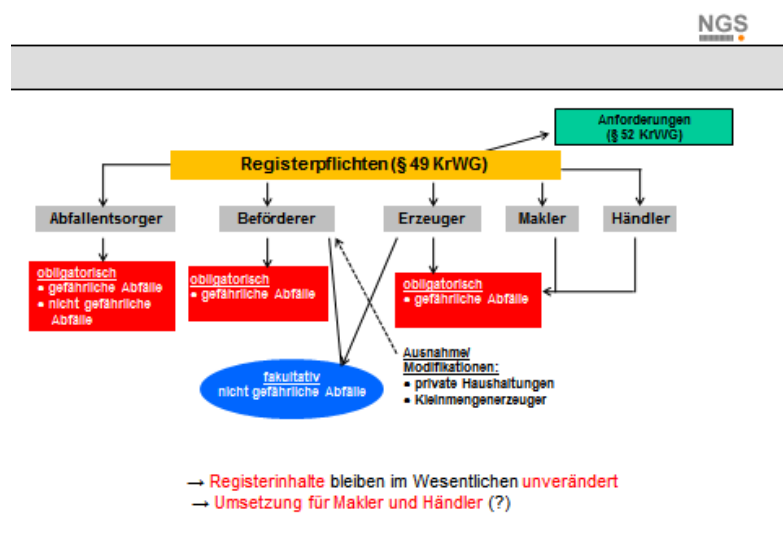 NGS
Anforderungen
(§ 52 KrWG)
Registerpflichten (§ 49 KrWG)
Abfallentsorger
Beförderer
Erzeuger
Makler
Händler
obligatorisch
• gefährliche Abfälle
• nicht gefährliche
Abfälle
obligatorisch
• gefährliche Abfälle
obligatorisch
• gefährliche Abfälle
Ausnahme/
Modifikationen:
• private Haushaltungen
• Kleinmengenerzeuger
fakultativ
nicht gefährliche Abfälle
→ Registerinhalte bleiben im Wesentlichen unverändert
→ Umsetzung für Makler und Händler (?)